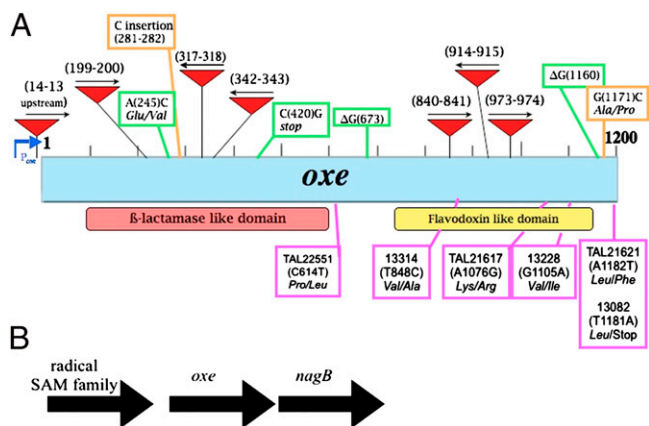 A
C insertion
(281-282)
(14-13
upstream)
(199-200)
A(245)C
Glu/Val
(317-318)
(342-343)
C(420)G
stop
ΔG(673)
(914-915)
(840-841)
(973-974)
ΔG(1160)
G(1171)C
Ala/Pro
Poxe
1
1200
oxe
ß-lactamase like domain
Flavodoxin like domain
TAL22551
(C614T)
Pro/Leu
13314
(T848C)
Val/Ala
TAL21617
(A1076G)
Lys/Arg
13228
(G1105A)
Val/Ile
TAL21621
(A1182T)
Leu/Phe
13082
(T1181A)
Leu/Stop
B
radical
SAM family
oxe
nagB